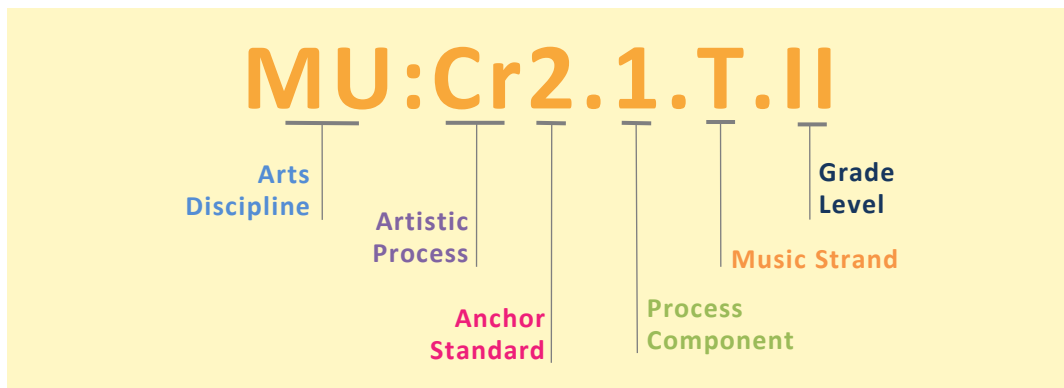 MU:Cr2.1.T.II
Arts
Discipline
Artistic
Process
Anchor
Standard
Process
Component
Music Strand
Grade
Level